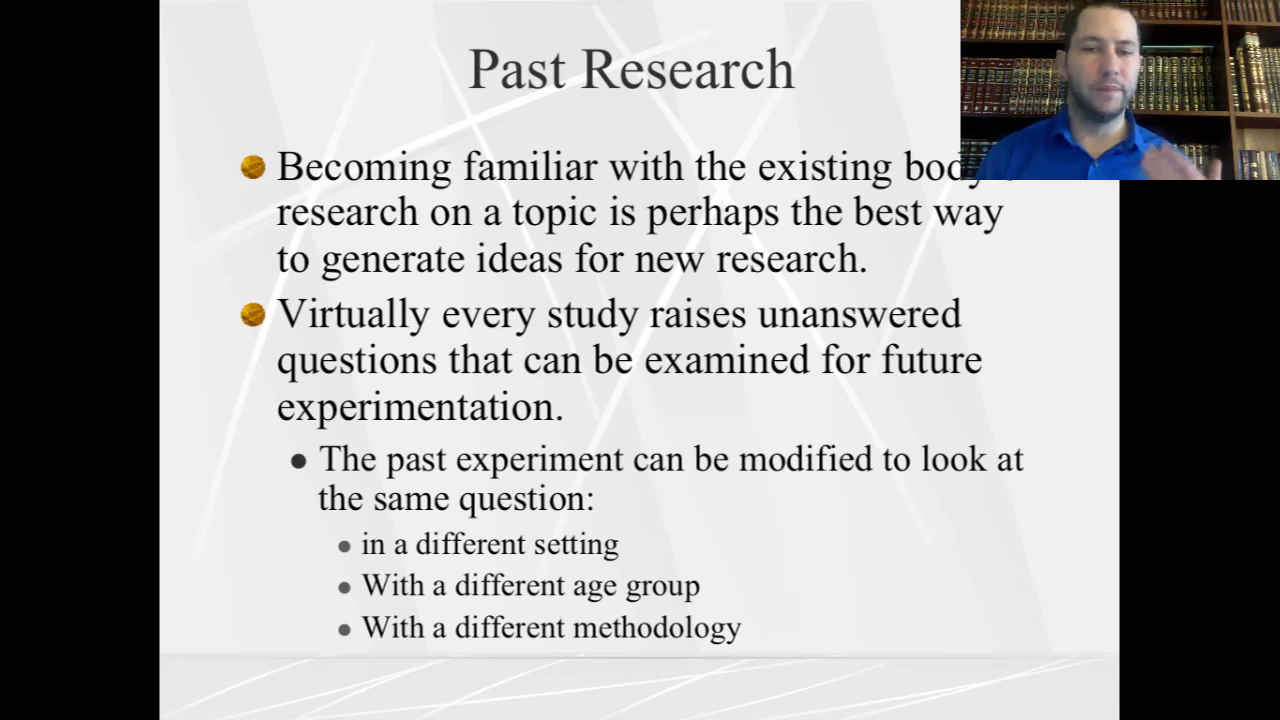 Past Research
Becoming familiar with the existing body
research on a topic is perhaps the best way
to generate ideas for new research.
Virtually every study raises unanswered
questions that can be examined for future
experimentation.
The past experiment can be modified to look at
the same question:
in a different setting
With a different age group
With a different methodology